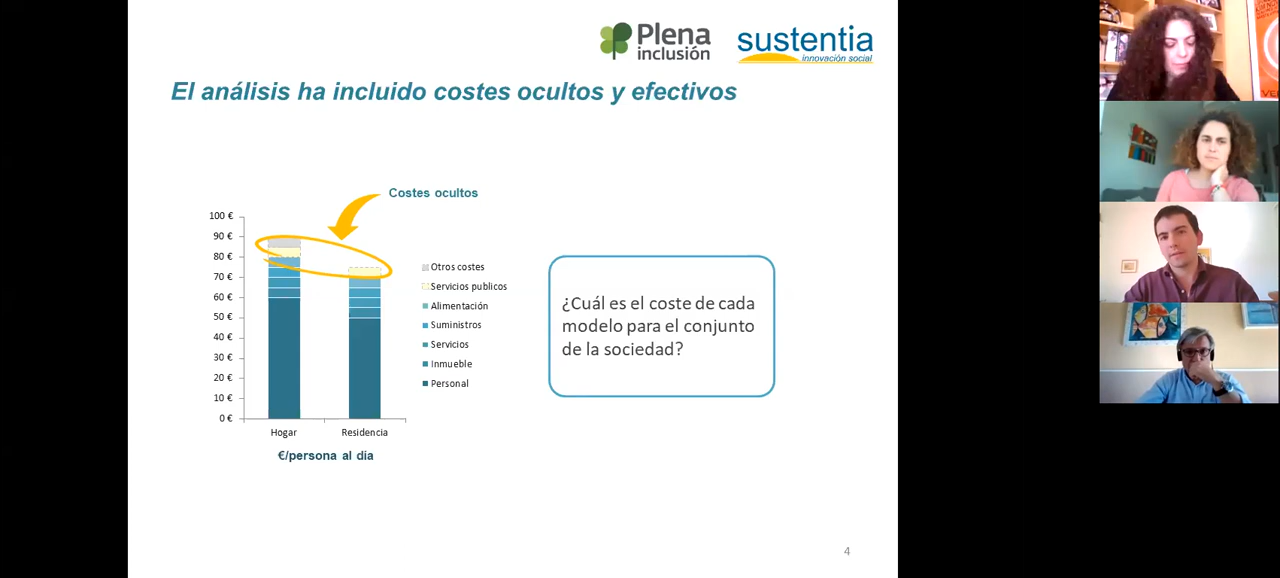 Plena
inclusión
sustentia
innovación social
El análisis ha incluido costes ocultos y efectivos
Costes ocultos
100 €
90 €
80 €
70 €
60 €
50 €
40 €
30 €
20 €
10 €
0 €
Hogar
Residencia
€/persona al día
Otros costes
Servicios publicos
Alimentación
Suministros
Servicios
Inmueble
Personal
¿Cuál es el coste de cada
modelo para el conjunto
de la sociedad?
4